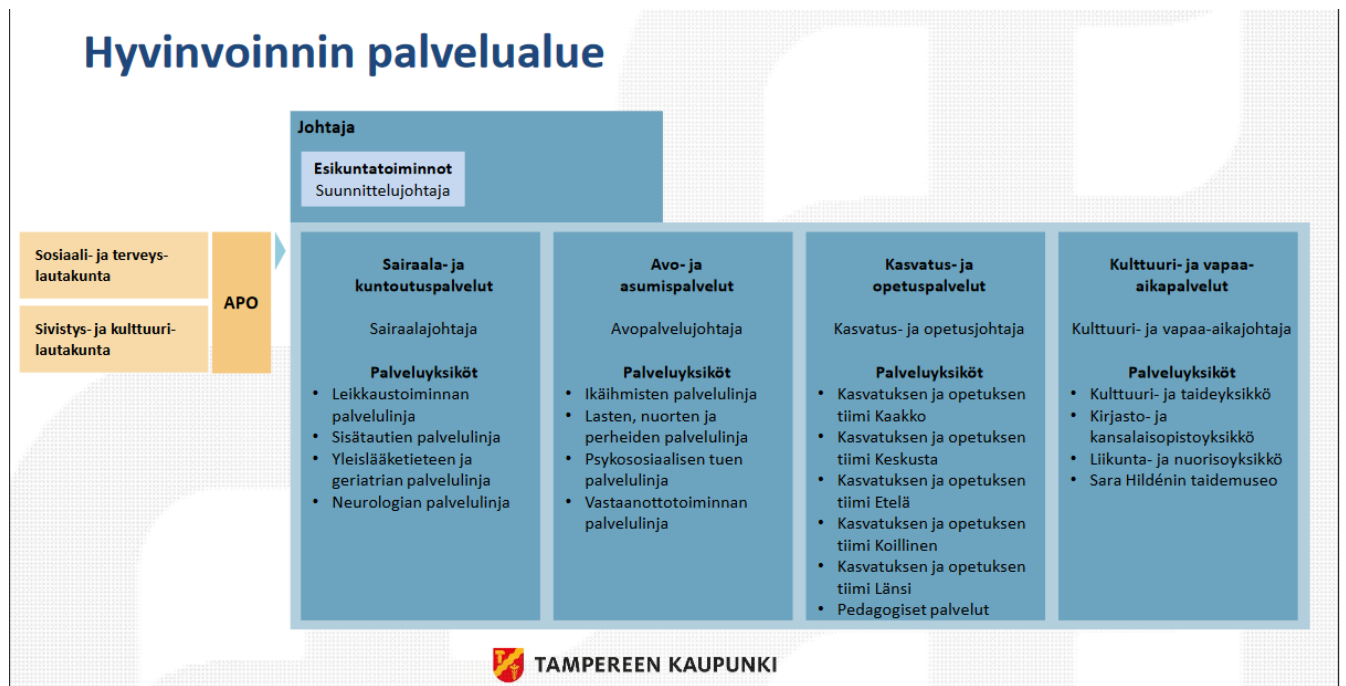 Hyvinvoinnin palvelualue
Johtaja
Esikuntatoiminnot
Suunnittelujohtaja
Sosiaali- ja terveys-
lautakunta
Sivistys- ja kulttuuri-
lautakunta
APO
Sairaala- ja
kuntoutuspalvelut
Sairaalajohtaja
Palveluyksiköt
• Leikkaustoiminnan
palvelulinja
• Sisätautien palvelulinja
• Yleislääketieteen ja
geriatrian palvelulinja
• Neurologian palvelulinja
Avo- ja
asumispalvelut
Avopalvelujohtaja
Palveluyksiköt
• Ikäihmisten palvelulinja
• Lasten, nuorten ja
perheiden palvelulinja
• Psykososiaalisen tuen
palvelulinja
• Vastaanottotoiminnan
palvelulinja
Kasvatus- ja
opetuspalvelut
Kasvatus- ja opetusjohtaja
Palveluyksiköt
• Kasvatuksen ja opetuksen
tiimi Kaakko
• Kasvatuksen ja opetuksen
tiimi Keskusta
• Kasvatuksen ja opetuksen
tiimi Etelä
• Kasvatuksen ja opetuksen
tiimi Koillinen
• Kasvatuksen ja opetuksen
tiimi Länsi
• Pedagogiset palvelut
Kulttuuri- ja vapaa-
aikapalvelut
Kulttuuri- ja vapaa-aikajohtaja
Palveluyksiköt
• Kulttuuri- ja taideyksikkö
• Kirjasto- ja
kansalaisopistoyksikkö
• Liikunta- ja nuorisoyksikkö
• Sara Hildénin taidemuseo
TAMPEREEN KAUPUNKI